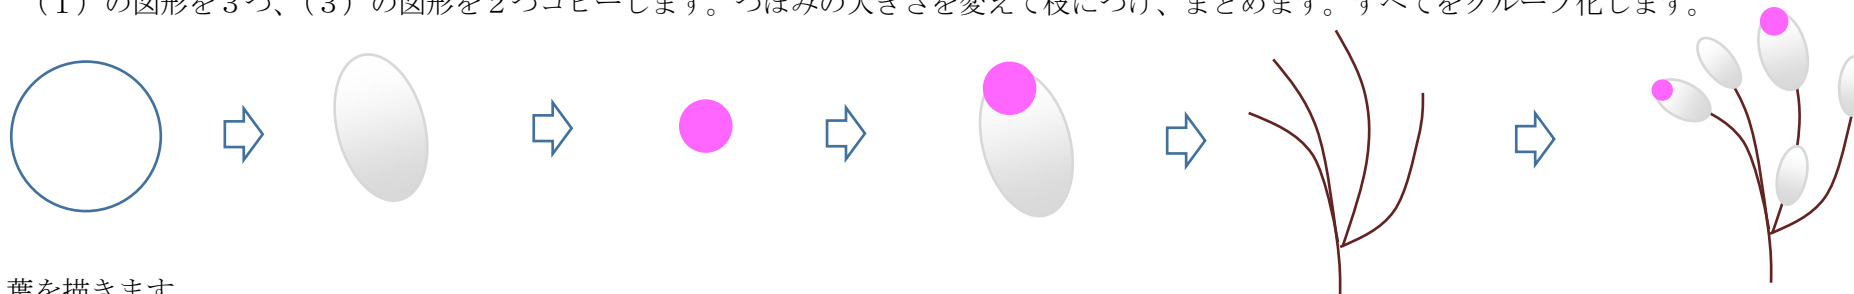 (1)の図形を3つ、(3)の図形を2つコピーします。つぼみの大きさを変えて枝につけ、まとめます。すべてをグループ化します。
葉を描きます